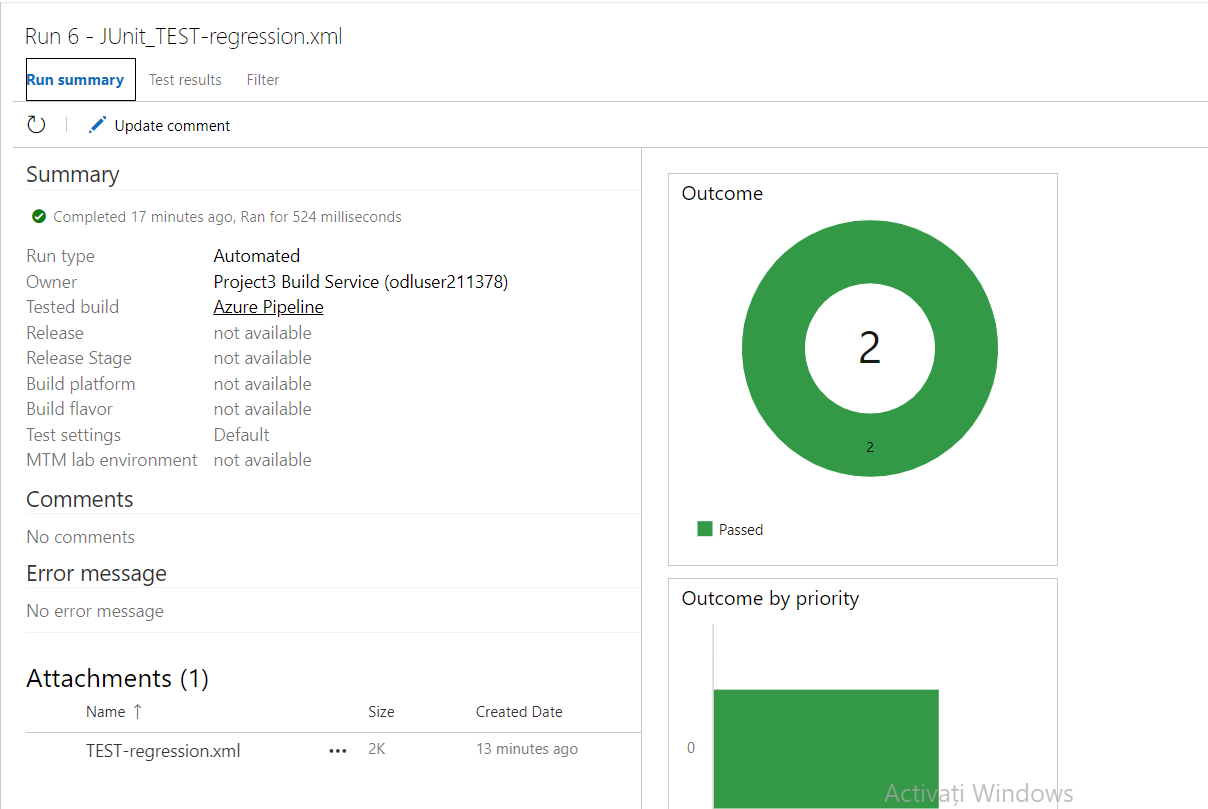 Run 6 - JUnit_TEST-regression.xml
Run summary Test results Filter
Update comment
Summary
Completed 17 minutes ago, Ran for 524 milliseconds
Run type Automated
Owner Project3 Build Service (odluser211378)
Tested build Azure Pipeline
Release not available
Release Stage not available
Build platform not available
Build flavor not available
Test settings Default
MTM lab environment not available
Comments
No comments
Error message
No error message
Attachments (1)
Name ↑ Size Created Date
TEST-regression.xml ••• 2K 13 minutes ago
Outcome
2
2
Passed
Outcome by priority
0
Activați Windows